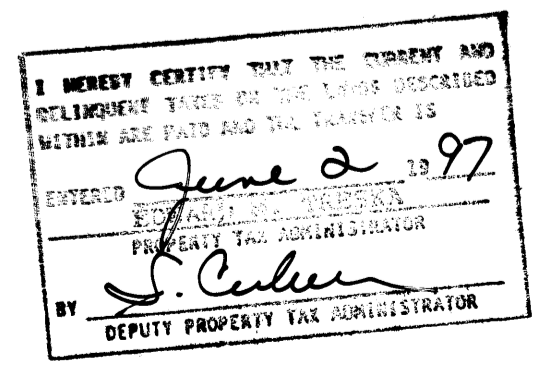 I HEREBY CERTIFY THAT THE CURRENT AND
DELINQUENT TAXES ON THE LANDS DESCRIBED
WITHIN ARE PAID AND THE TRANSFER IS
ENTERED June 2 1997
PROPERTY TAX ADMINISTRATOR
BY S.
DEPUTY PROPERTY TAX ADMINISTRATOR